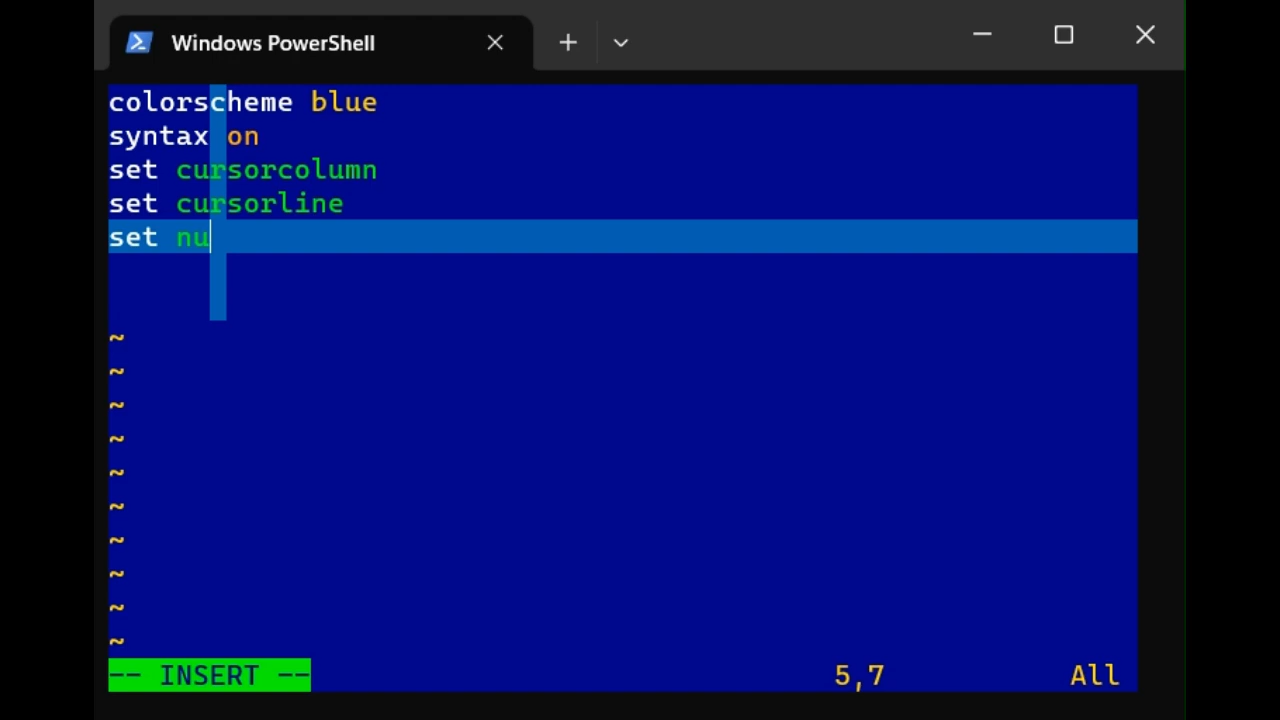 Windows PowerShell
colorscheme blue
syntax on
set cursorcolumn
set cursorline
set nu
~
~
~
~
~
~
~
~
~
~
-- INSERT -- 5,7 All